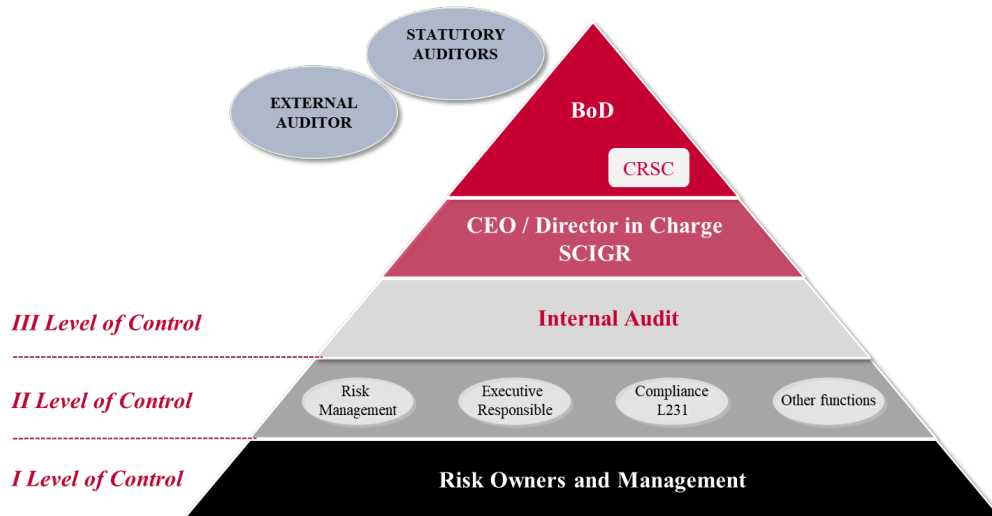 STATUTORY
AUDITORS
EXTERNAL
AUDITOR
BoD
CRSC
CEO / Director in Charge
SCIGR
III Level of Control
Internal Audit
II Level of Control
Risk
Management
Executive
Responsible
Compliance
L231
Other functions
I Level of Control
Risk Owners and Management